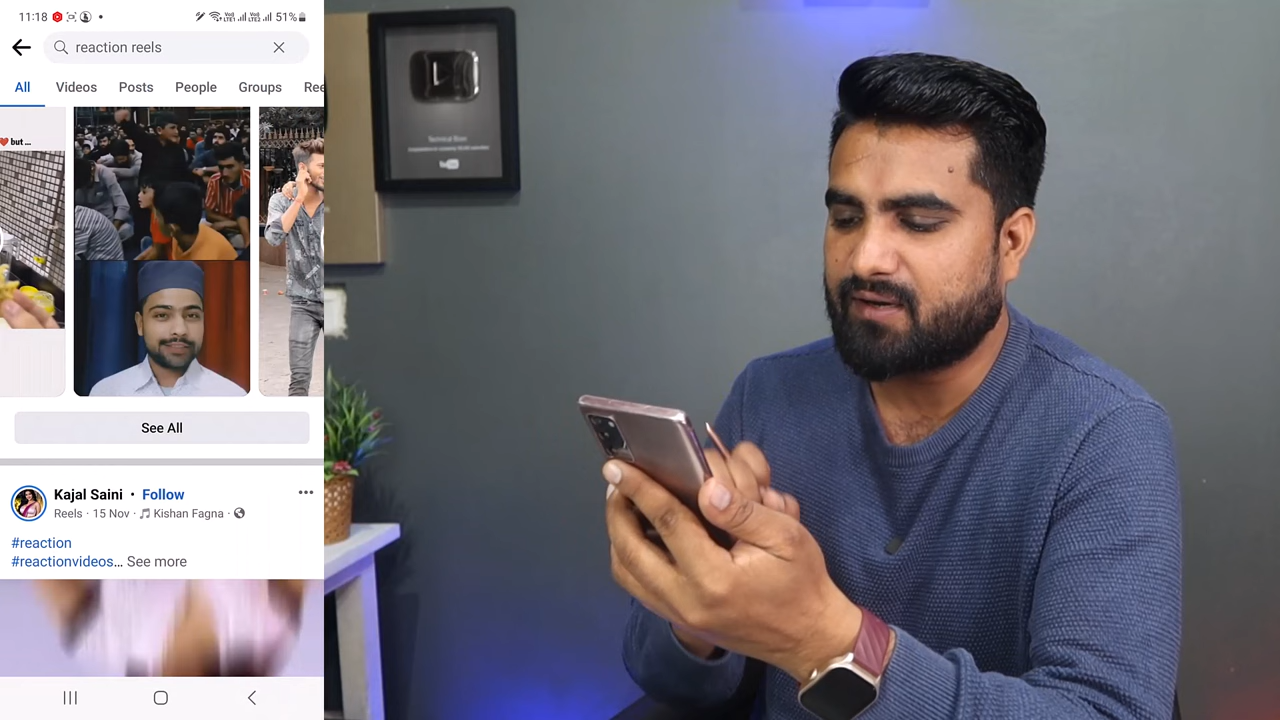 11:18
51%
reaction reels
All Videos Posts People Groups Ree
but ...
See All
Kajal Saini • Follow
Reels · 15 Nov · Kishan Fagna ·
#reaction
#reactionvideos... See more